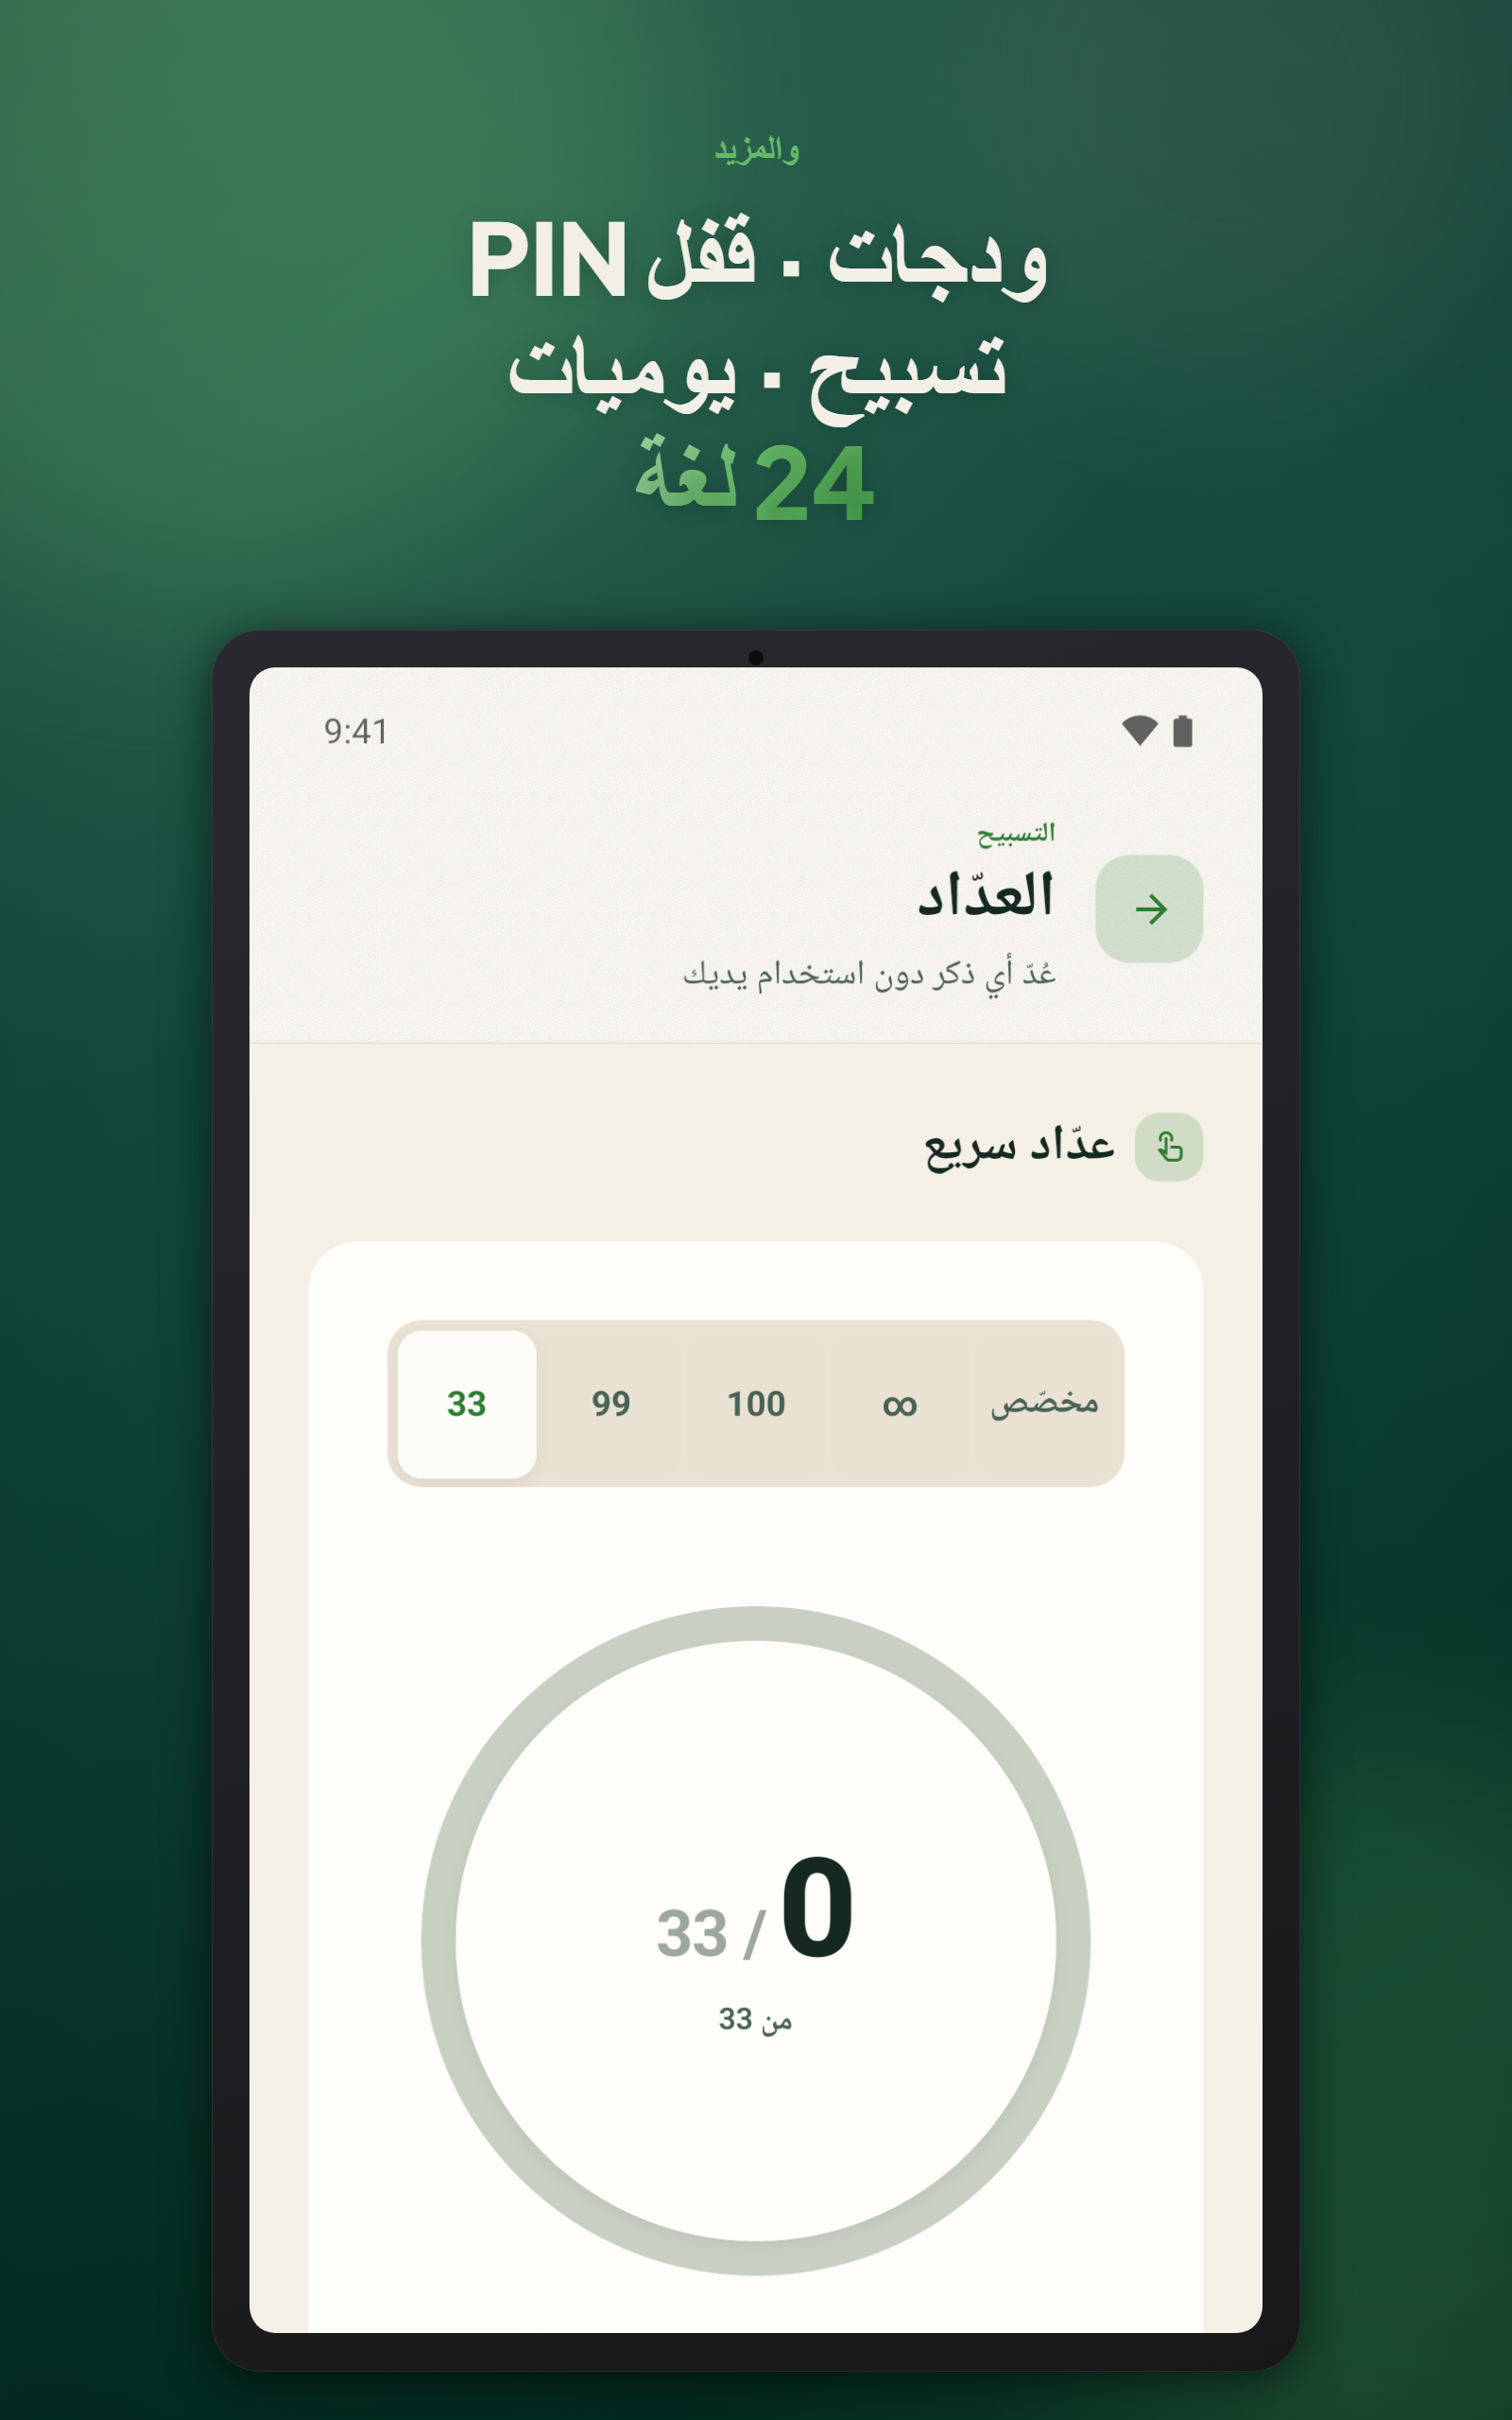 والمزيد
ودجات · قفل PIN
تسبيح · يوميات
24 لغة
9:41
التسبيح
العدّاد
عُدّ أي ذكر دون استخدام يديك
عدّاد سريع
مخصّص ∞ 100 99 33
0 / 33
من 33